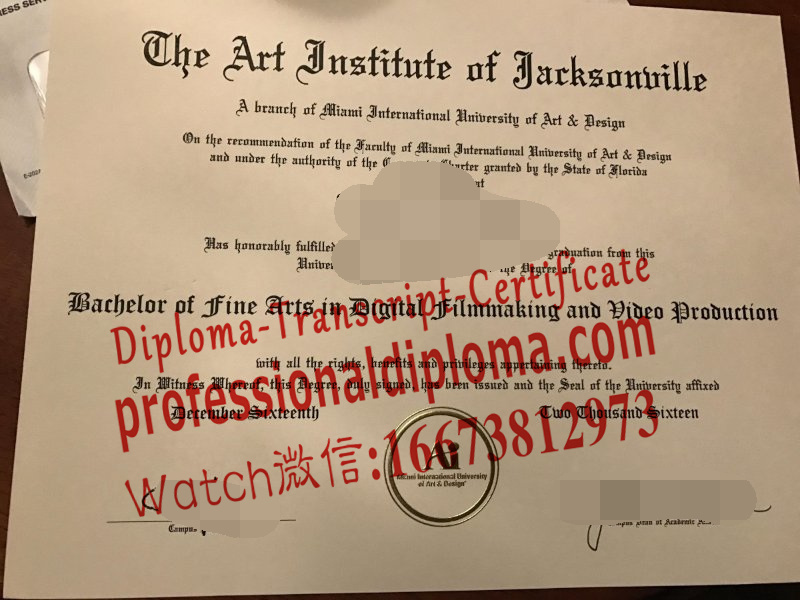 The Art Institute of Jacksonville
A branch of Miami International University of Art & Design
On the recommendation of the Faculty of Miami International University of Art & Design
and under the authority of the granted by the State of Florida
Has honorably fulfilled graduation from this
the Degree of
Diploma-Transcript-Certificate
Bachelor of Fine Arts in Digital Filmmaking and Video Production
professionaldiploma.com
with all the rights, benefits and privileges appertaining thereto.
In Witness Whereof, this Degree, duly signed, has been issued and the Seal of the University affixed
December Sixteenth Two Thousand Sixteen
Watch微信:16673812973
Ai
Miami International University
of Art & Design
of Academic